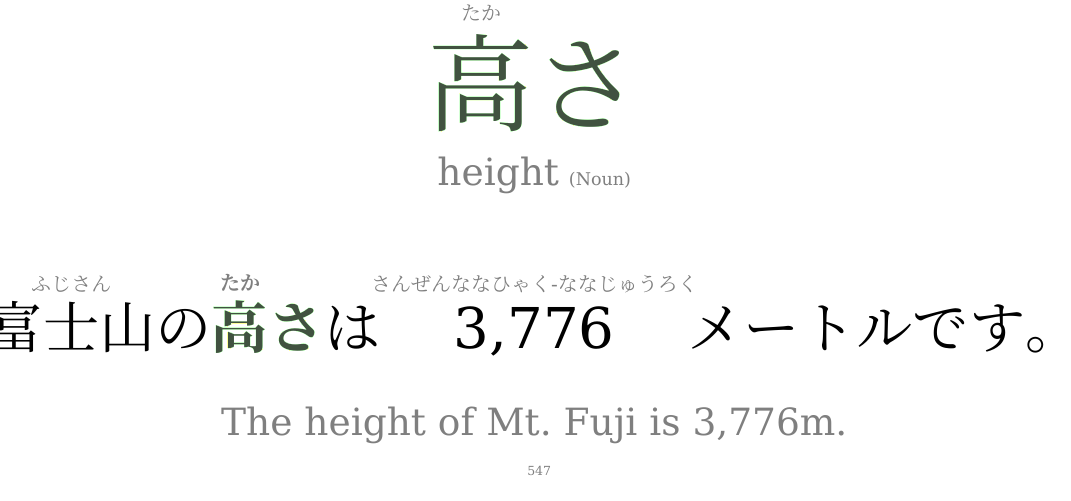 たか
高さ
height (Noun)
ふじさん たか さんぜんななひゃく-ななじゅうろく
富士山の高さは 3,776 メートルです。
The height of Mt. Fuji is 3,776m.
547